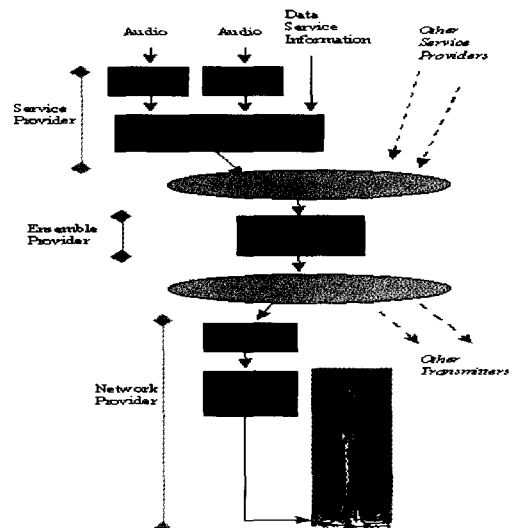 Audio
Audio
Data
Service
Information
Other
Service
Providers
Service
Provider
Ensemble
Provider
Other
Transmitters
Network
Provider